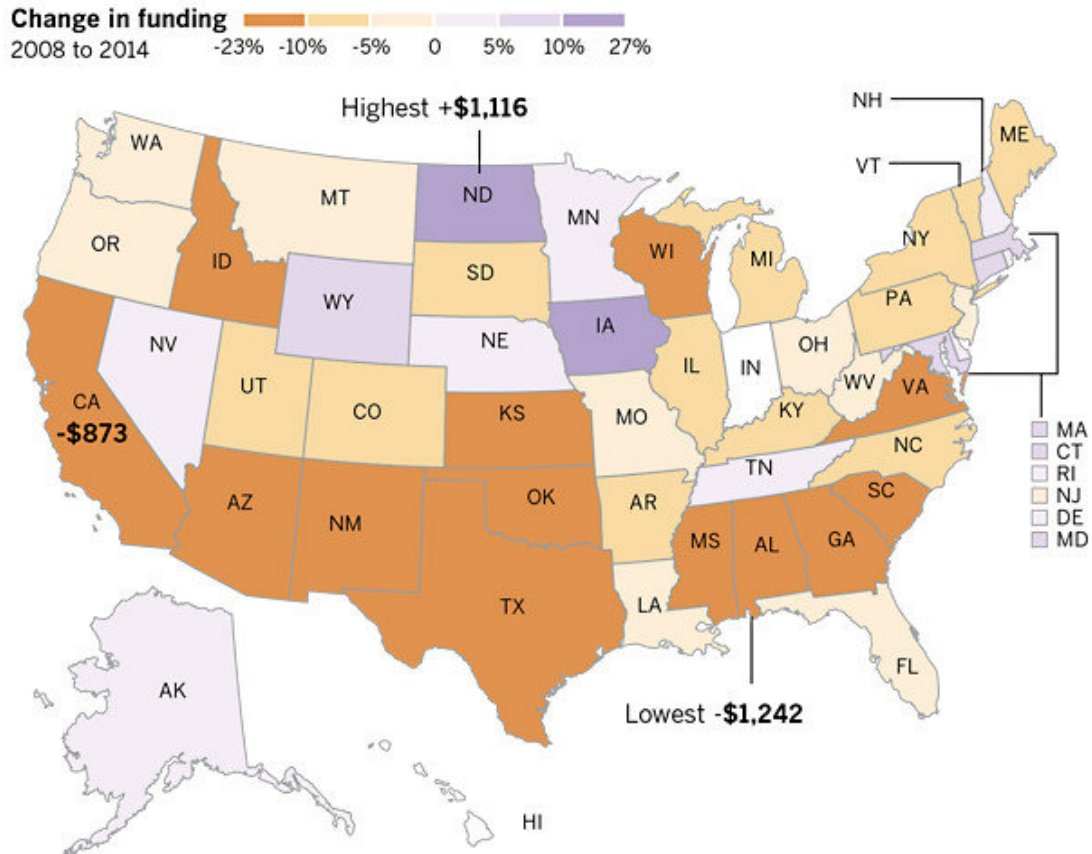 Change in funding
2008 to 2014
-23% -10% -5% 0 5% 10% 27%
Highest +$1,116
NH
ME
WA
VT
MT
ND
MN
OR
NY
ID
WI
MI
SD
WY
PA
IA
NV
NE
OH
IL
IN
UT
WV
VA
CO
CA
-$873
KS
MO
KY
MA
NC
CT
TN
RI
AZ
OK
AR
SC
NJ
NM
DE
MS
AL
GA
MD
TX
LA
FL
AK
Lowest -$1,242
HI